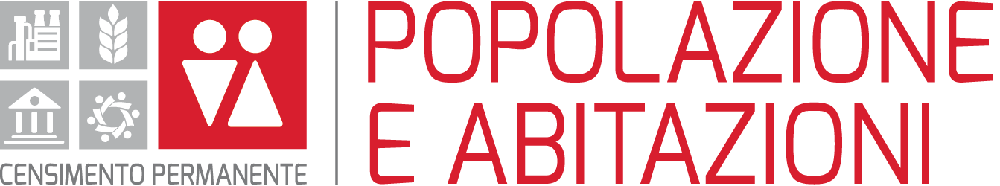 CENSIMENTO PERMANENTE
POPOLAZIONE
E ABITAZIONI